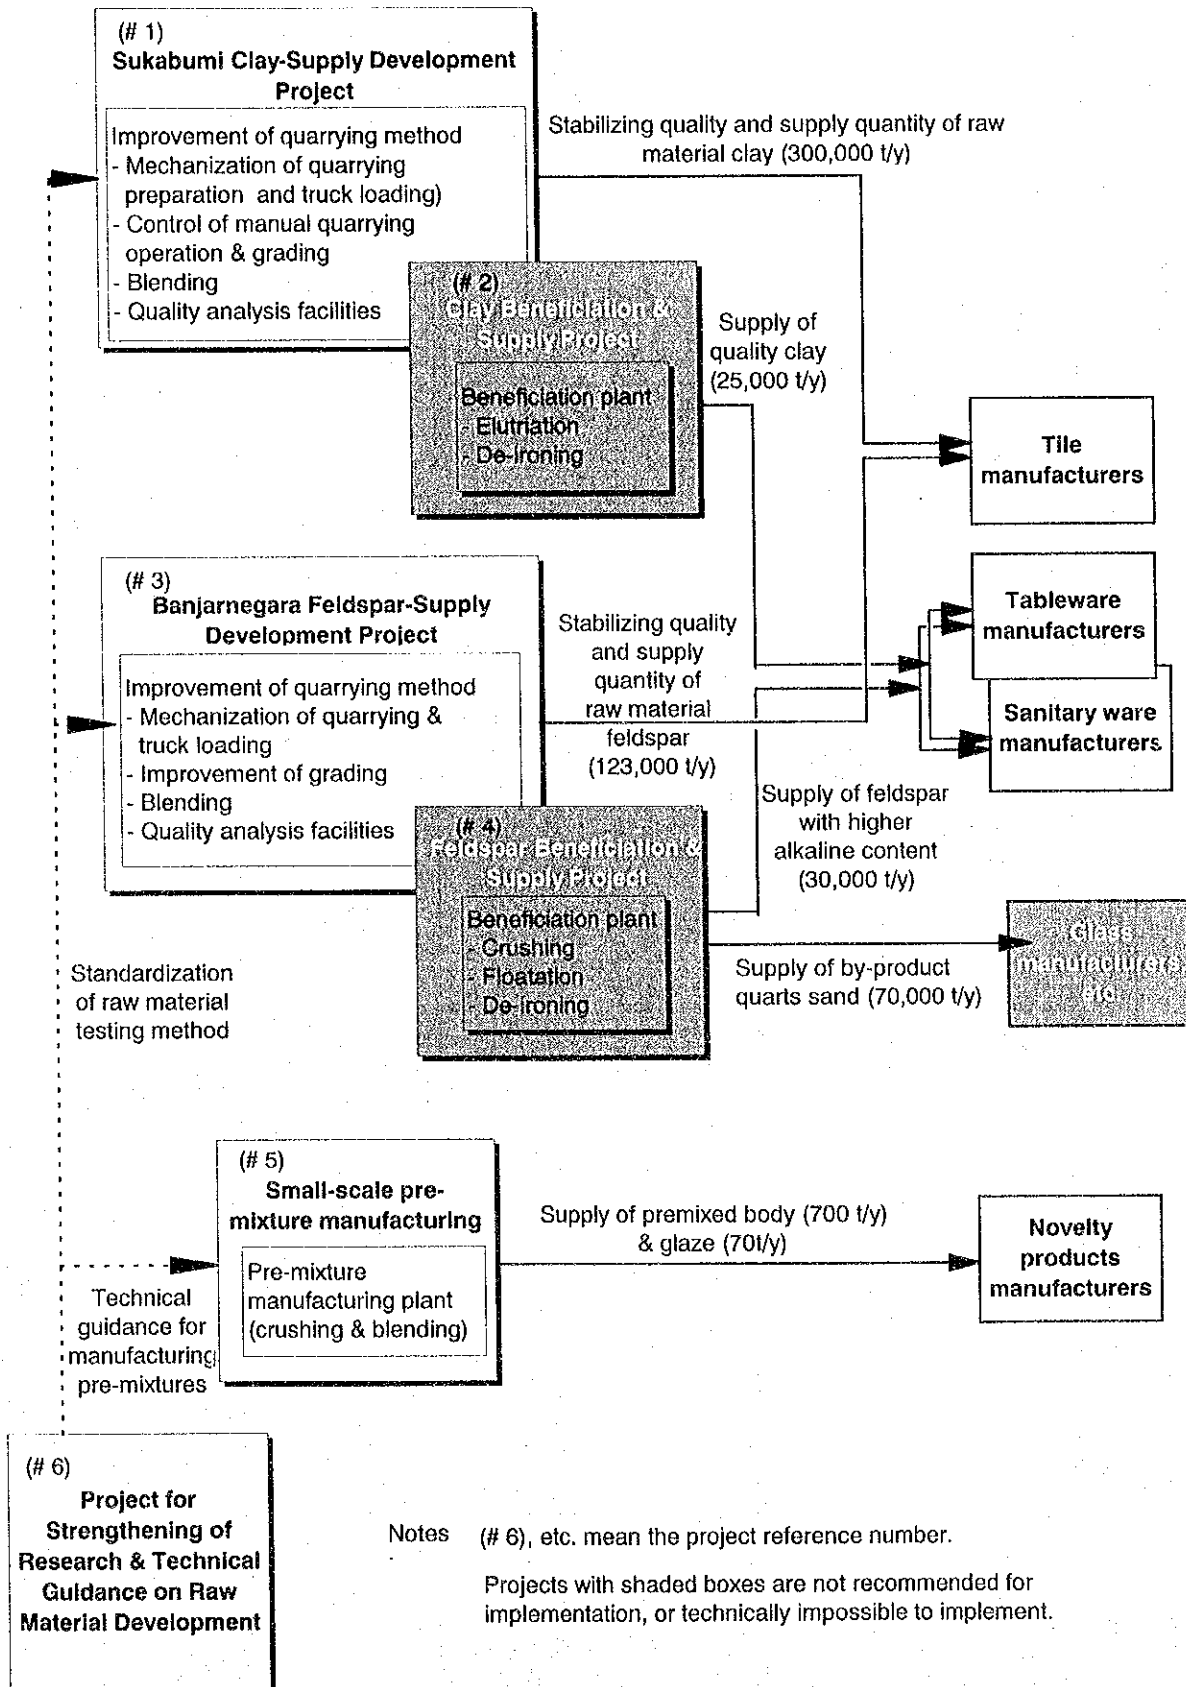 (# 1)
Sukabumi Clay-Supply Development
Project
Improvement of quarrying method
- Mechanization of quarrying
preparation and truck loading)
- Control of manual quarrying
operation & grading
- Blending
- Quality analysis facilities
Stabilizing quality and supply quantity of raw
material clay (300,000 t/y)
(# 2)
Clay Beneficiation &
Supply Project
Beneficiation plant
- Elutriation
- De-ironing
Supply of
quality clay
(25,000 t/y)
Tile
manufacturers
(# 3)
Banjarnegara Feldspar-Supply
Development Project
Improvement of quarrying method
- Mechanization of quarrying &
truck loading
- Improvement of grading
- Blending
- Quality analysis facilities
Stabilizing quality
and supply
quantity of
raw material
feldspar
(123,000 t/y)
Tableware
manufacturers
Sanitary ware
manufacturers
(# 4)
Feldspar Beneficiation &
Supply Project
Beneficiation plant
- Crushing
- Floatation
- De-ironing
Supply of feldspar
with higher
alkaline content
(30,000 t/y)
Supply of by-product
quarts sand (70,000 t/y)
Glass
manufacturers
etc
Standardization
of raw material
testing method
(# 5)
Small-scale pre-
mixture manufacturing
Pre-mixture
manufacturing plant
(crushing & blending)
Supply of premixed body (700 t/y)
& glaze (70t/y)
Novelty
products
manufacturers
Technical
guidance for
manufacturing
pre-mixtures
(# 6)
Project for
Strengthening of
Research & Technical
Guidance on Raw
Material Development
Notes (# 6), etc. mean the project reference number.
Projects with shaded boxes are not recommended for
implementation, or technically impossible to implement.